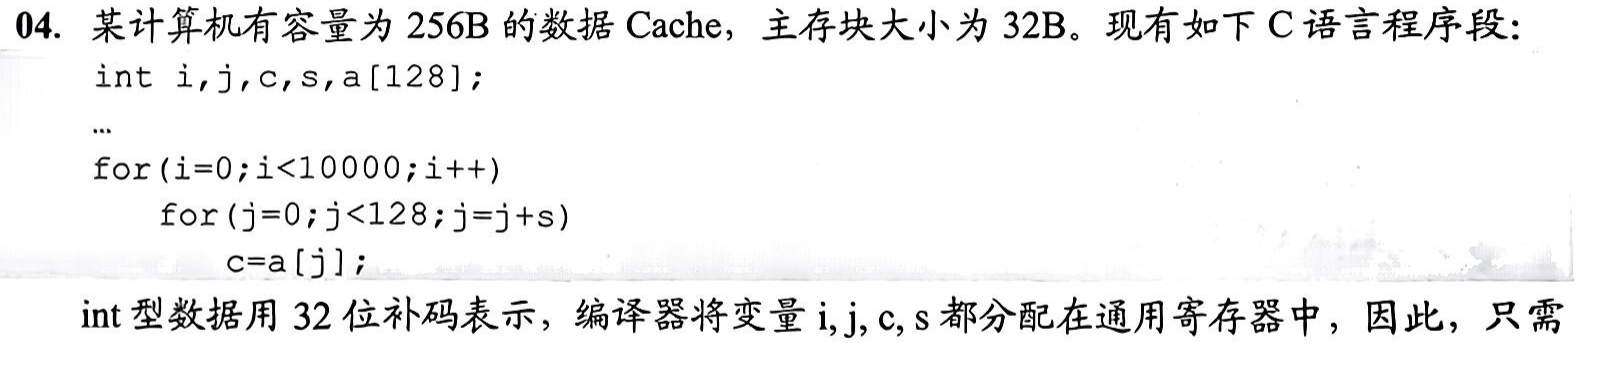 04. 某计算机有容量为 256B 的数据 Cache，主存块大小为 32B。现有如下 C 语言程序段：
int i,j,c,s,a[128];
…
for(i=0;i<10000;i++)
for(j=0;j<128;j=j+s)
c=a[j];
int 型数据用 32 位补码表示，编译器将变量 i, j, c, s 都分配在通用寄存器中，因此，只需